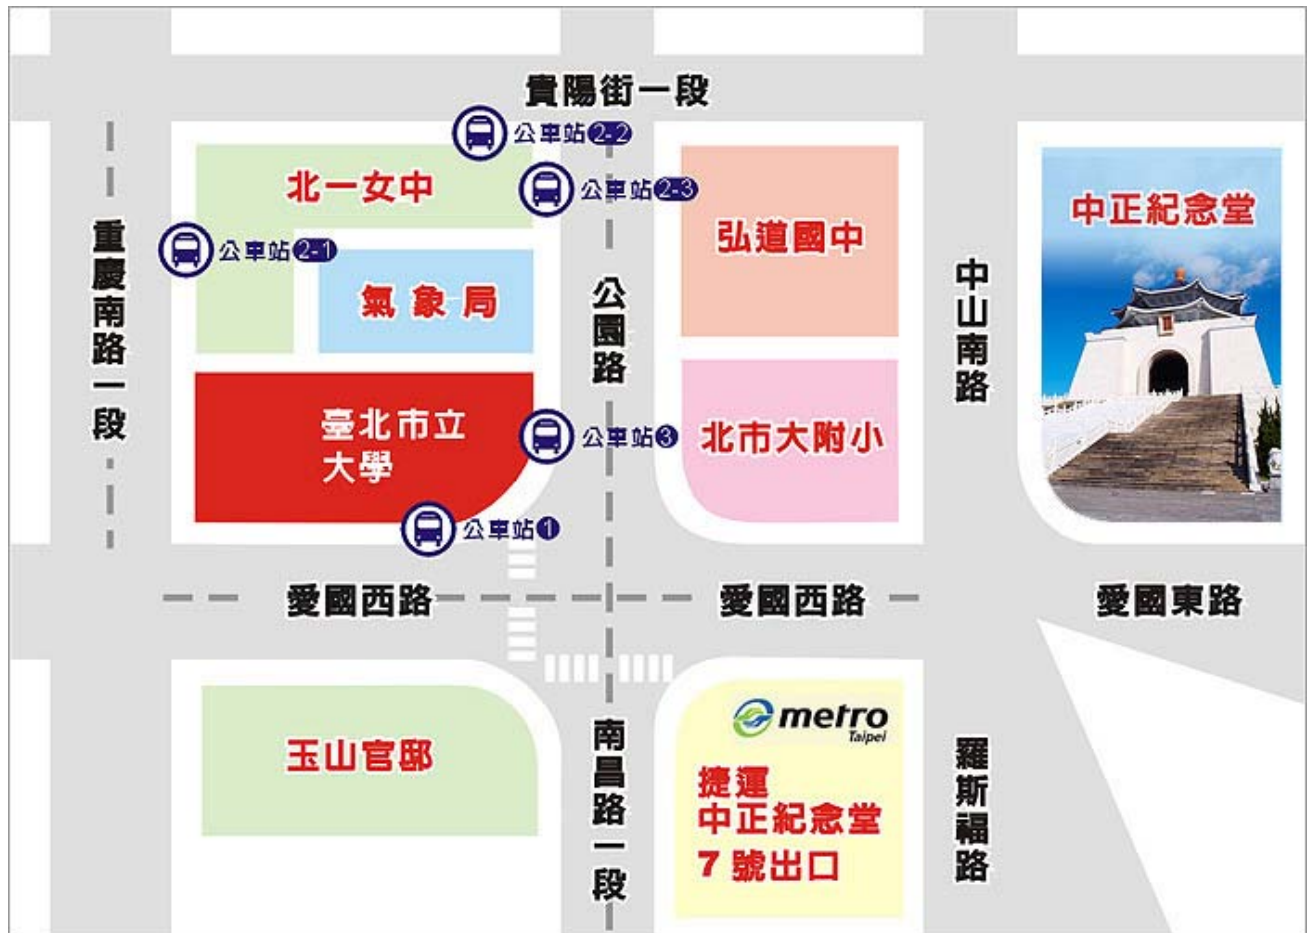 貴陽街一段
公車站2-2
北一女中
公車站2-3
弘道國中
中正紀念堂
公車站2-1
氣象局
重慶南路一段
公園路
中山南路
臺北市立
大學
公車站3
北市大附小
公車站1
愛國西路
愛國西路
愛國東路
玉山官邸
南昌路一段
metro
Taipei
捷運
中正紀念堂
7號出口
羅斯福路